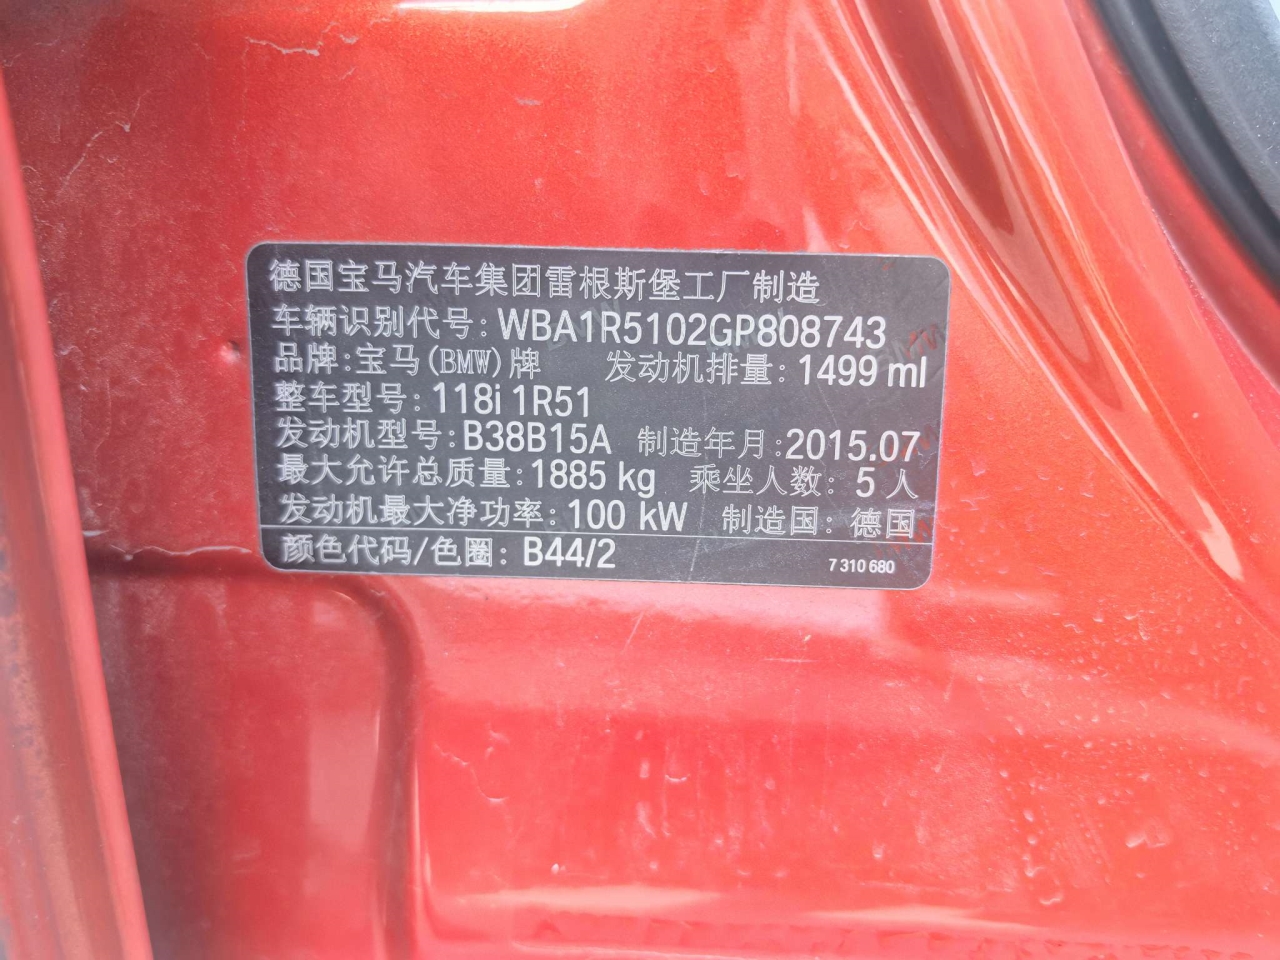 德国宝马汽车集团雷根斯堡工厂制造
车辆识别代号: WBA1R5102GP808743
品牌:宝马(BMW)牌 发动机排量: 1499 ml
整车型号: 118i 1R51
发动机型号: B38B15A 制造年月: 2015.07
最大允许总质量: 1885 kg 乘坐人数: 5 人
发动机最大净功率: 100 kW 制造国: 德国
颜色代码/色圈: B44/2 7 310 680